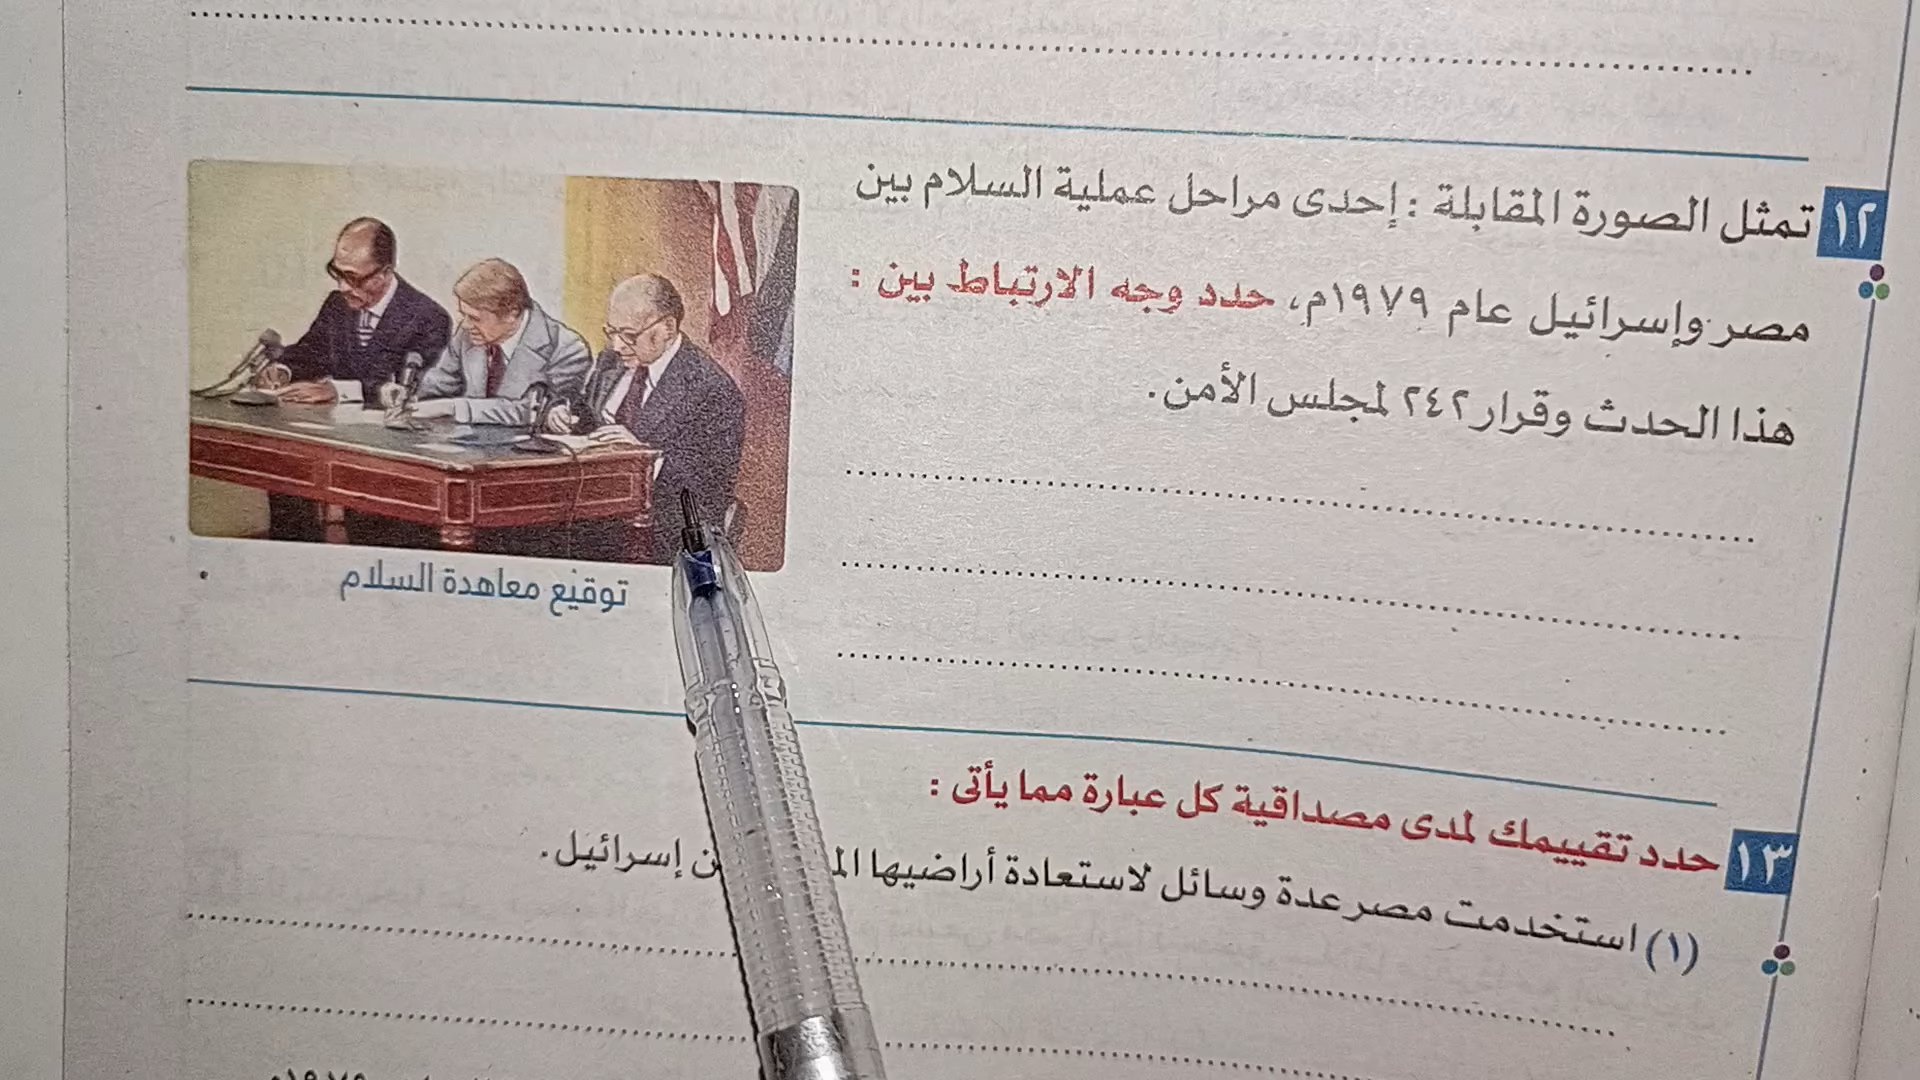 ١٢ تمثل الصورة المقابلة : إحدى مراحل عملية السلام بين
مصر وإسرائيل عام ١٩٧٩م، حدد وجه الارتباط بين :
هذا الحدث وقرار ٢٤٢ لمجلس الأمن.
توقيع معاهدة السلام
١٣ حدد تقييمك لمدى مصداقية كل عبارة مما يأتى :
(١) استخدمت مصر عدة وسائل لاستعادة أراضيها إسرائيل.